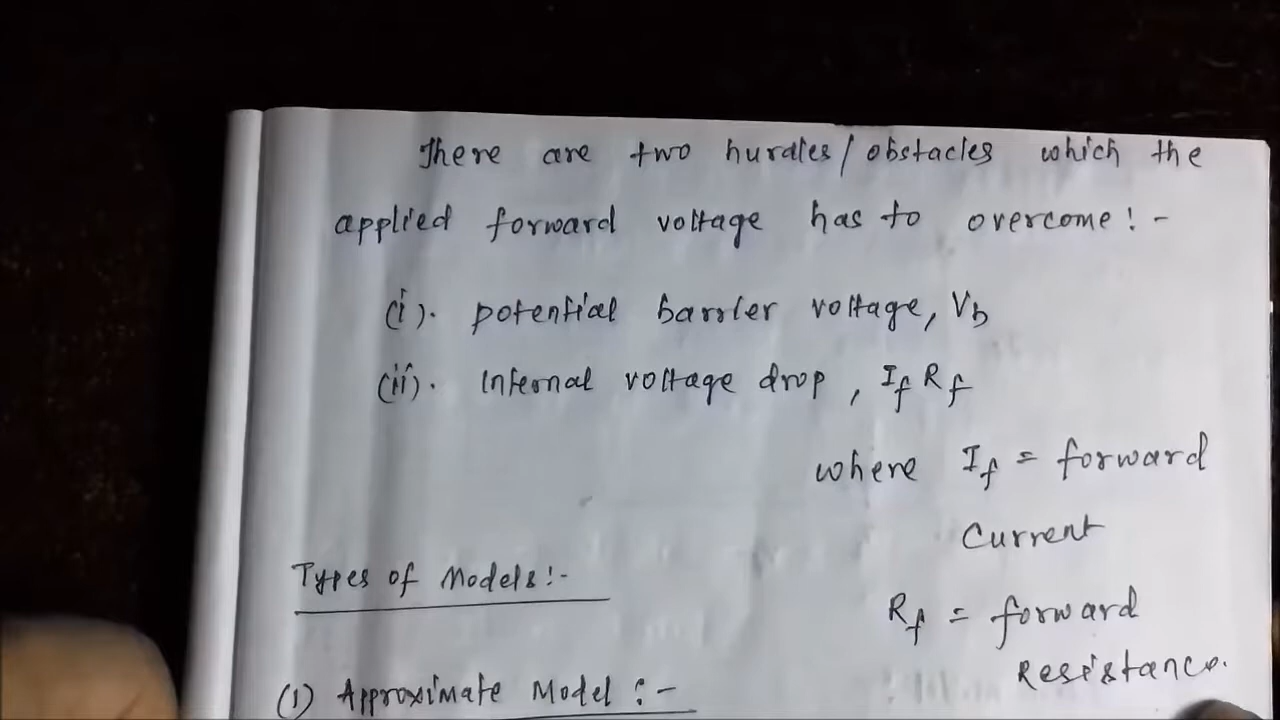 There are two hurdles/obstacles which the
applied forward voltage has to overcome:-
(i). potential barrier voltage, Vb
(ii). Internal voltage drop, If Rf
where If = forward
Current
Types of Models:-
Rf = forward
Resistance.
(1) Approximate Model :-